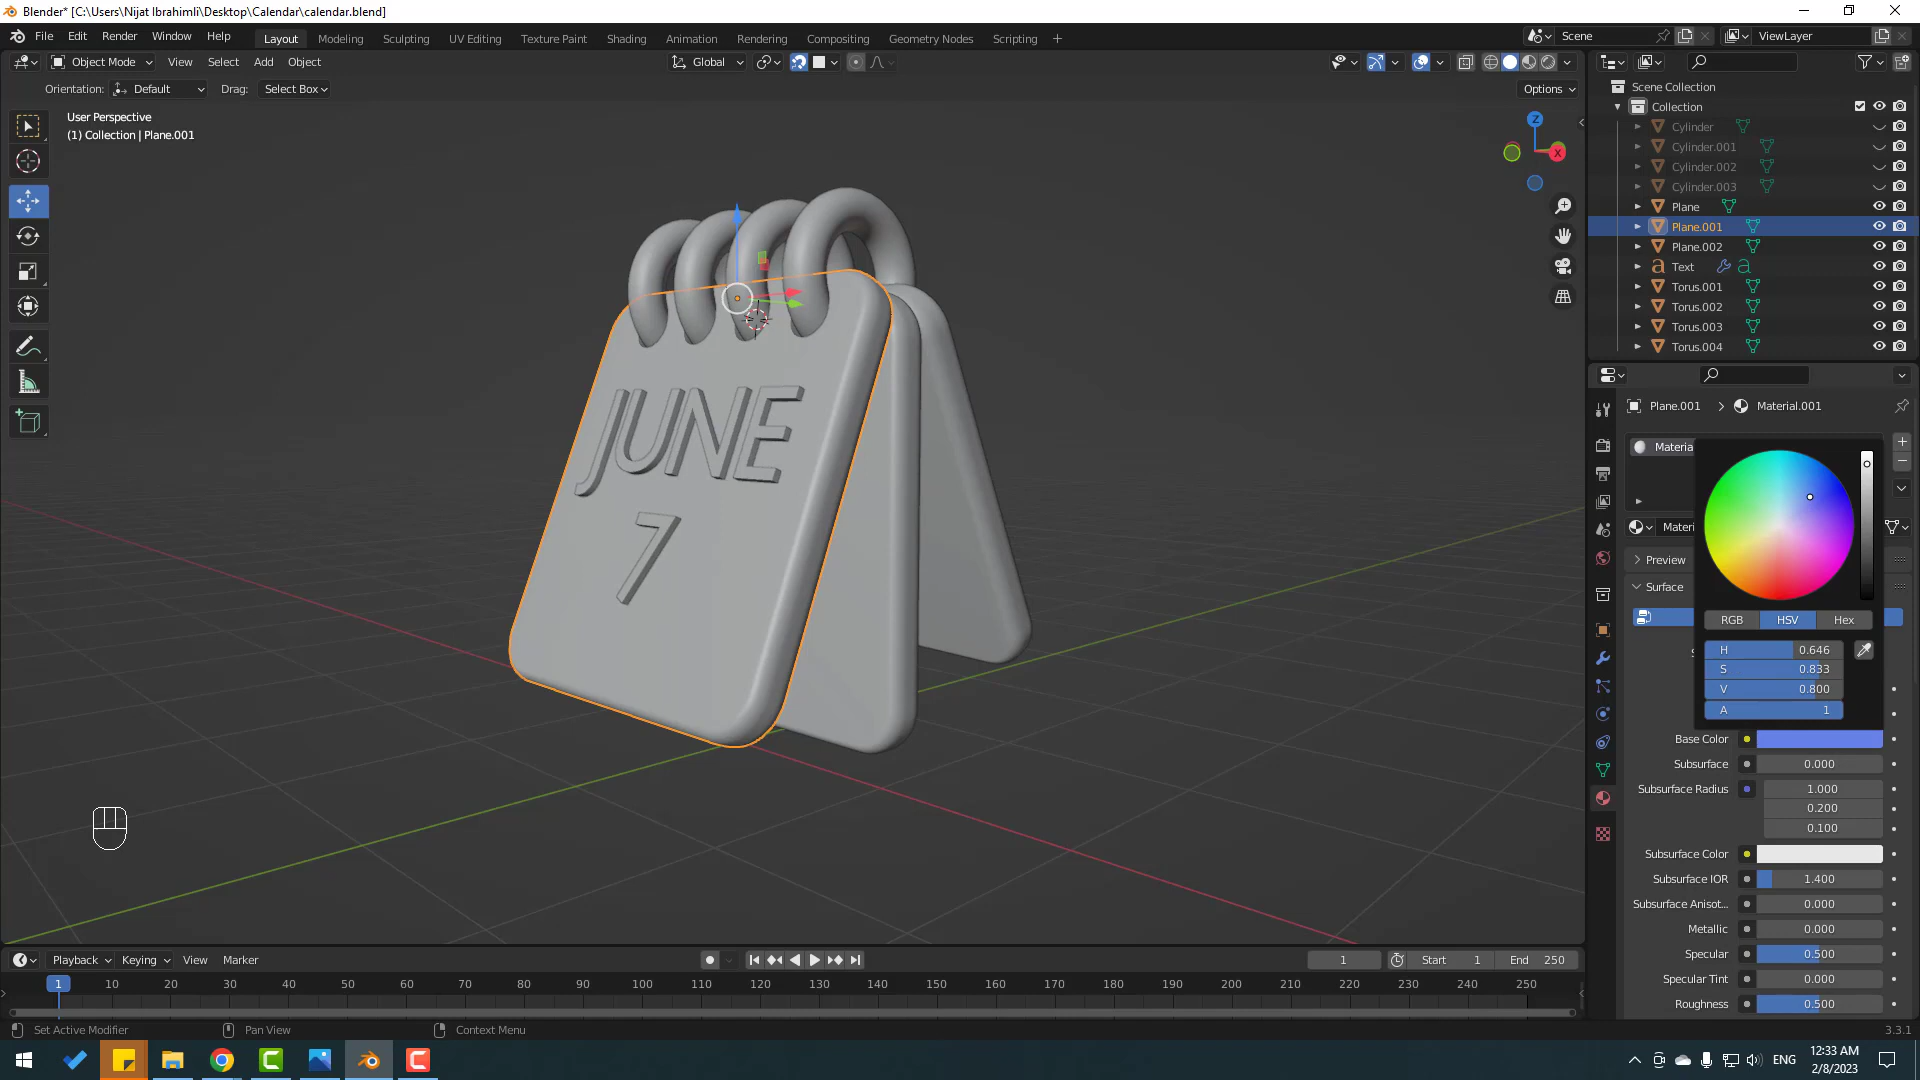 Blender* [C:\Users\Nijat Ibrahimli\Desktop\Calendar\calendar.blend]
File Edit Render Window Help
Layout Modeling Sculpting UV Editing Texture Paint Shading Animation Rendering Compositing Geometry Nodes Scripting
Scene ViewLayer
Object Mode View Select Add Object
Global
Orientation: Default Drag: Select Box
Options
User Perspective
(1) Collection | Plane.001
Z
X
JUNE
7
Scene Collection
Collection
Cylinder
Cylinder.001
Cylinder.002
Cylinder.003
Plane
Plane.001
Plane.002
Text
Torus.001
Torus.002
Torus.003
Torus.004
Plane.001 Material.001
Materia
Materi
Preview
Surface
RGB HSV Hex
H 0.646
S 0.833
V 0.800
A 1
Base Color
Subsurface 0.000
Subsurface Radius 1.000
0.200
0.100
Subsurface Color
Subsurface IOR 1.400
Subsurface Anisot... 0.000
Metallic 0.000
Specular 0.500
Specular Tint 0.000
Roughness 0.500
Playback Keying View Marker
1 Start 1 End 250
1 10 20 30 40 50 60 70 80 90 100 110 120 130 140 150 160 170 180 190 200 210 220 230 240 250
Set Active Modifier Pan View Context Menu
3.3.1
ENG
12:33 AM
2/8/2023